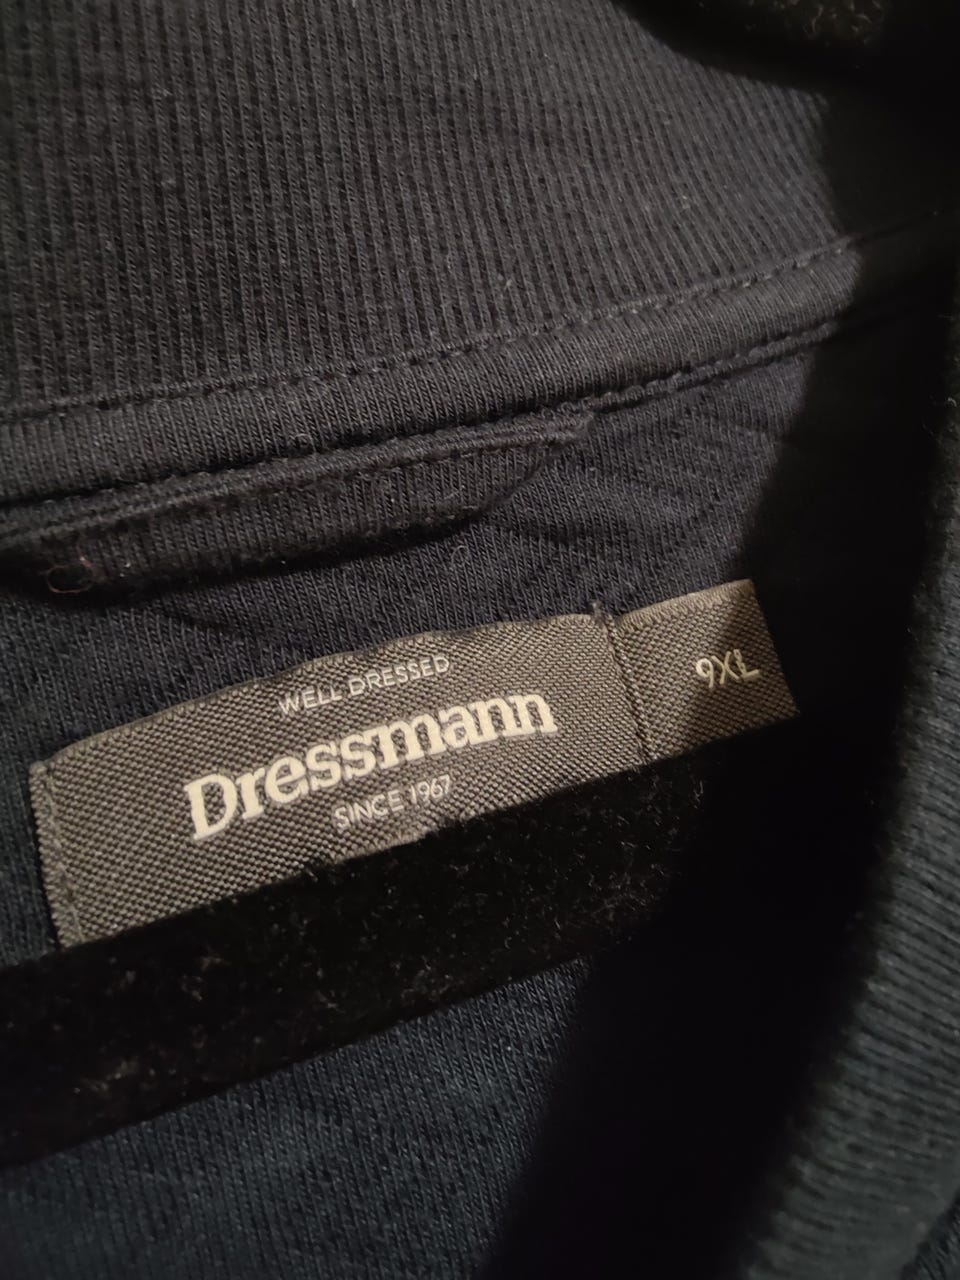 WELL DRESSED
Dressmann
SINCE 1967
9XL